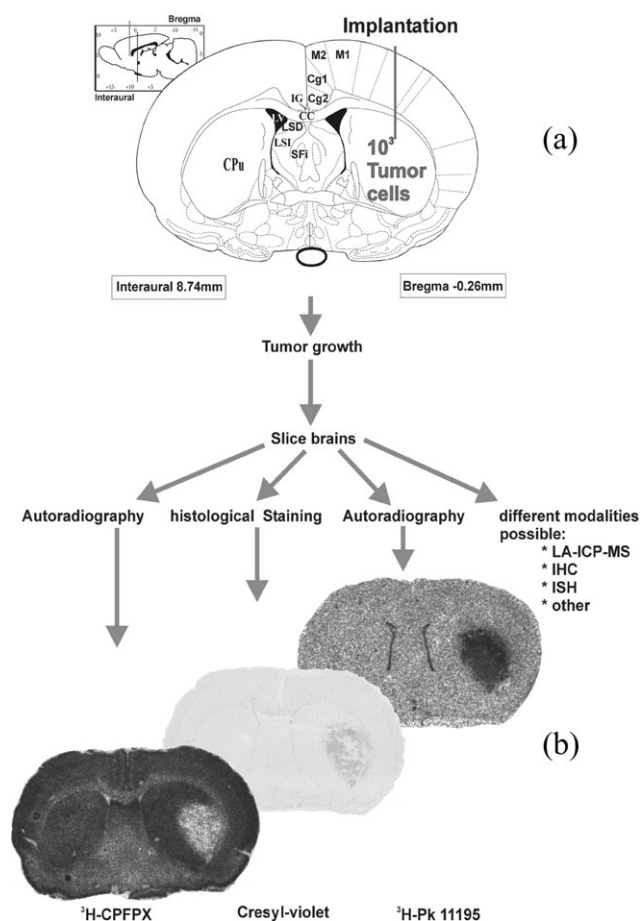 Bregma
Interaural
Implantation
M2 M1
Cg1
IG Cg2
CC
LV
LSD
LSI
SFi
CPu
10³
Tumor
cells
(a)
Interaural 8.74mm
Bregma -0.26mm
Tumor growth
Slice brains
Autoradiography
histological Staining
Autoradiography
different modalities
possible:
* LA-ICP-MS
* IHC
* ISH
* other
(b)
³H-CPFPX
Cresyl-violet
³H-Pk 11195